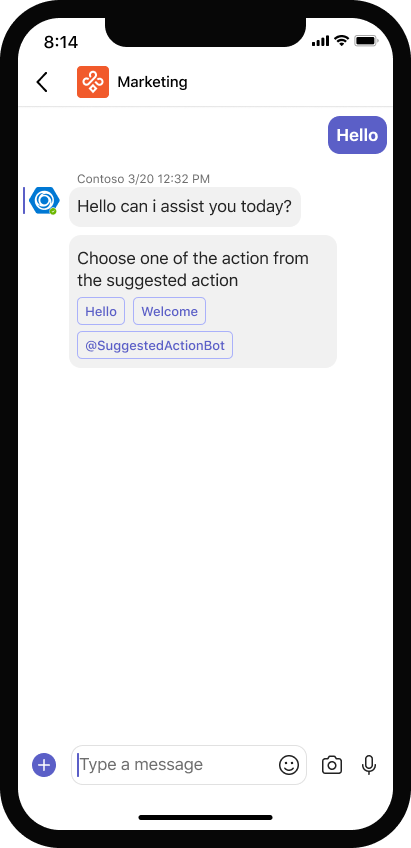 8:14
Marketing
Hello
Contoso 3/20 12:32 PM
Hello can i assist you today?
Choose one of the action from
the suggested action
Hello Welcome
@SuggestedActionBot
Type a message